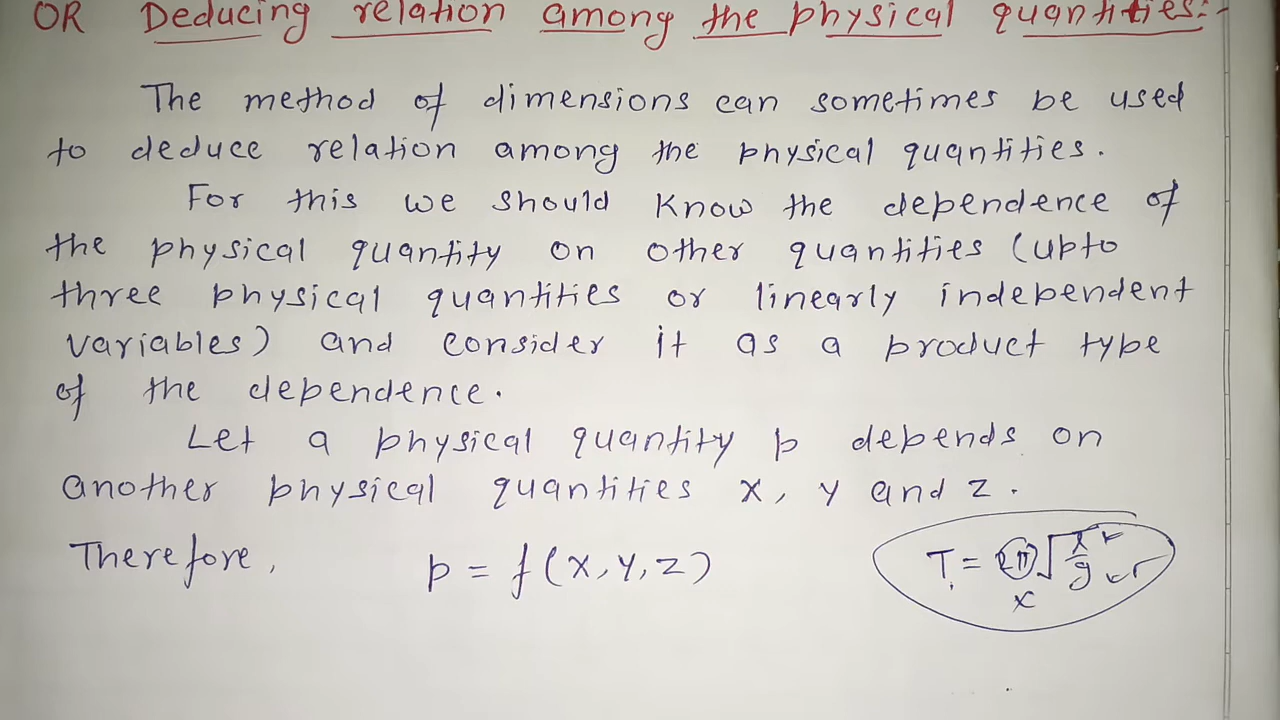 OR Deducing relation among the physical quantities:-
The method of dimensions can sometimes be used
to deduce relation among the physical quantities.
For this we should know the dependence of
the physical quantity on other quantities (upto
three physical quantities or linearly independent
variables) and consider it as a product type
of the dependence.
Let a physical quantity p depends on
another physical quantities x, y and z.
Therefore, p = f(x, y, z)
T = 2π√(l/g)
x